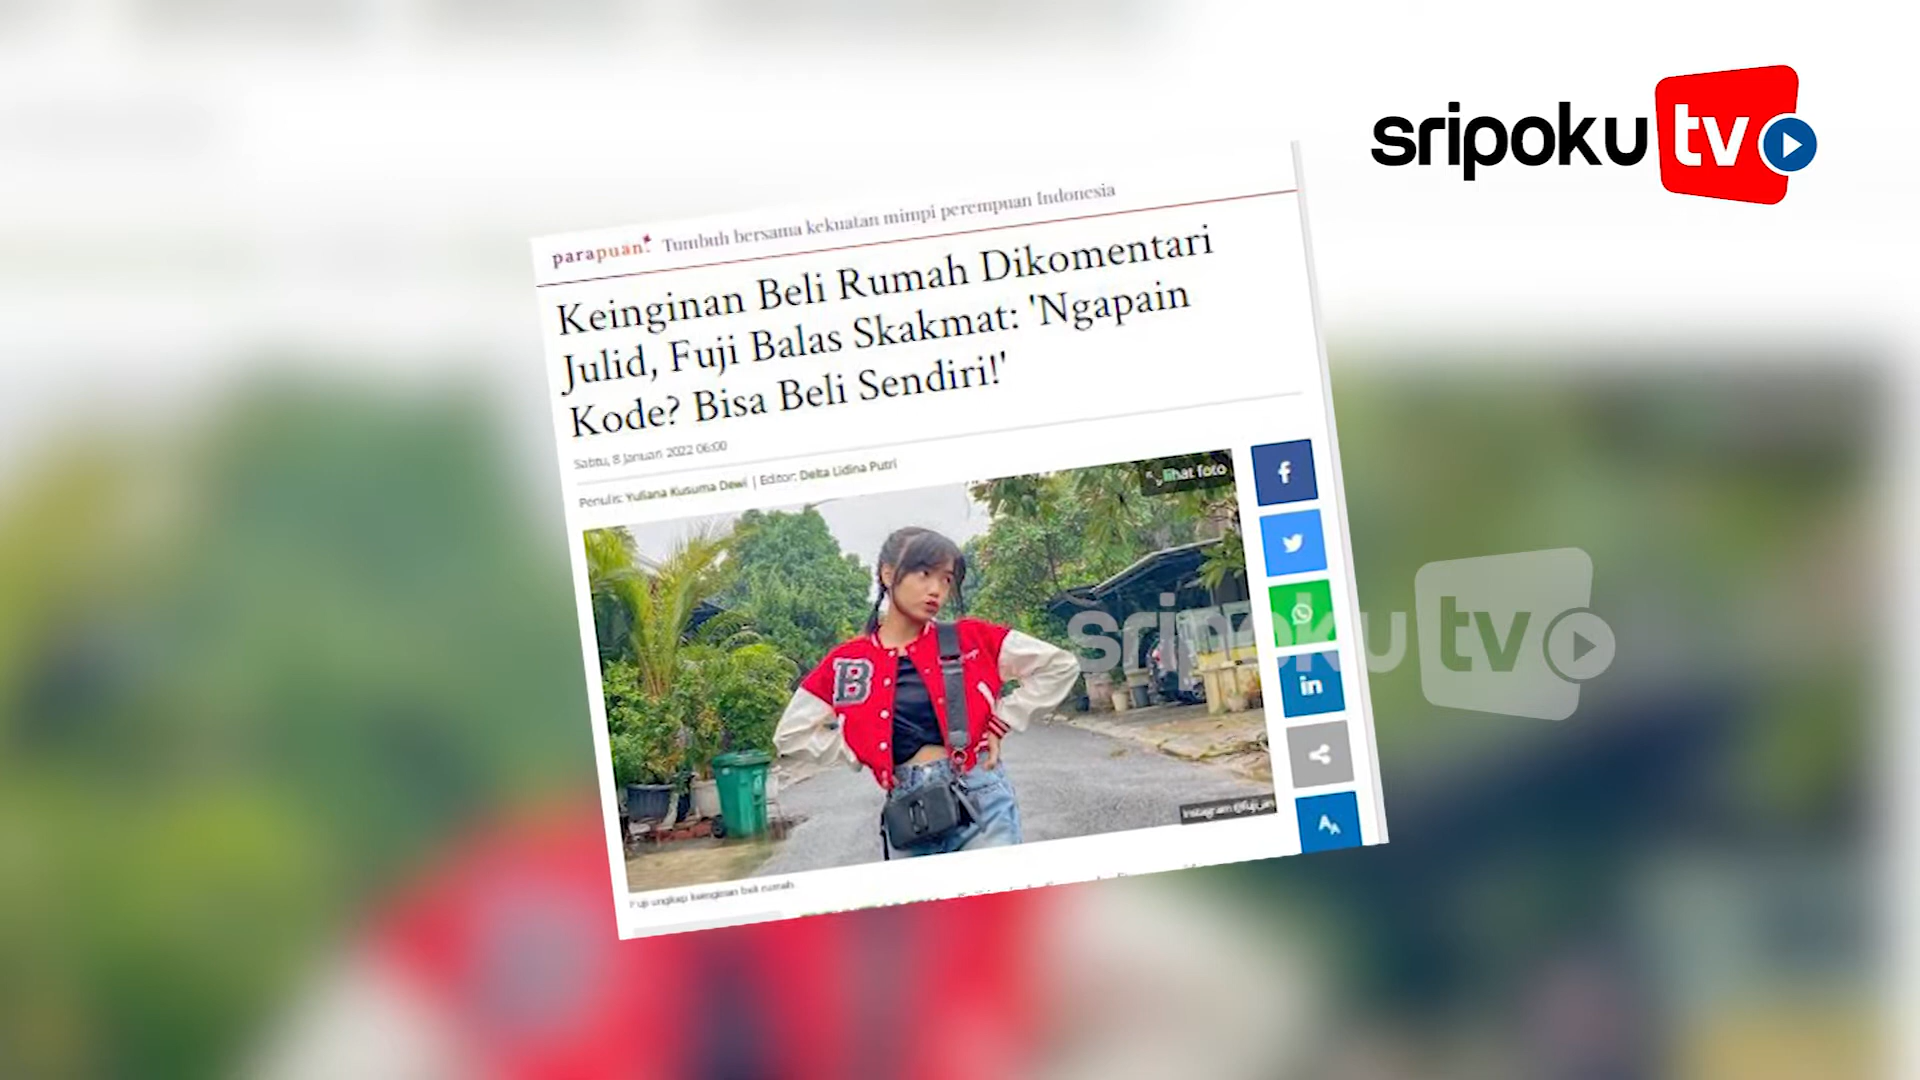 sripoku tv
parapuan. Tumbuh bersama kekuatan mimpi perempuan Indonesia
Keinginan Beli Rumah Dikomentari
Julid, Fuji Balas Skakmat: 'Ngapain
Kode? Bisa Beli Sendiri!'
Sabtu, 8 Januari 2022 06:00
Penulis: Yuliana Kusuma Dewi | Editor: Delta Lidina Putri
lihat foto
B
sripoku tv
Instagram @fuji_an
Fuji ungkap keinginan beli rumah